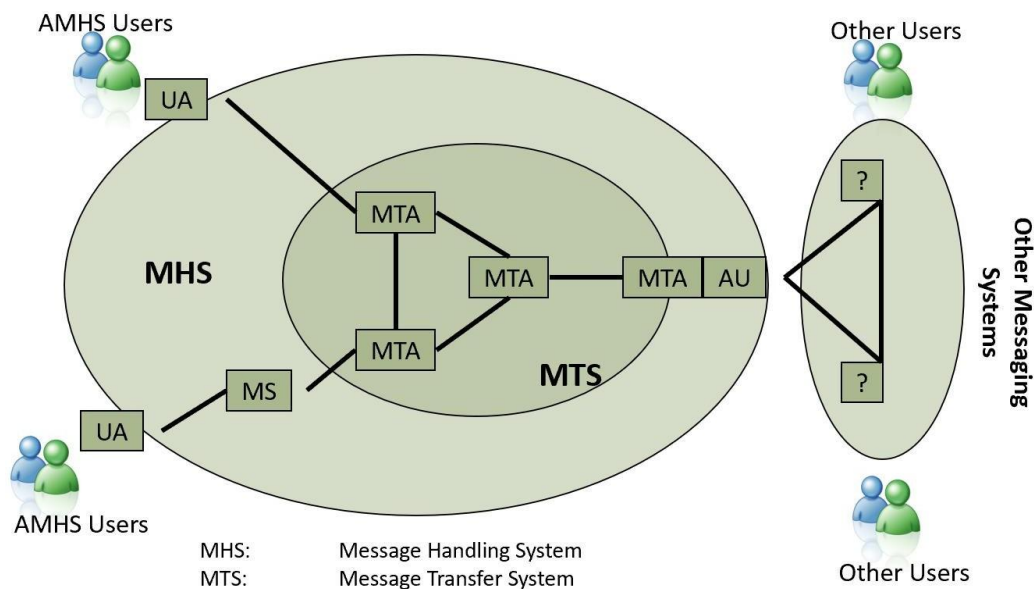 AMHS Users
Other Users
UA
?
MTA
MHS
MTA
MTA
AU
MTA
MTS
MS
?
UA
Other Messaging
Systems
AMHS Users
Other Users
MHS: Message Handling System
MTS: Message Transfer System